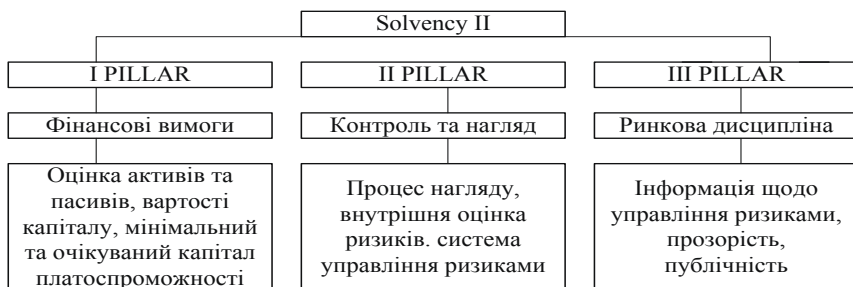 Solvency II
I PILLAR
II PILLAR
III PILLAR
Фінансові вимоги
Контроль та нагляд
Ринкова дисципліна
Оцінка активів та
пасивів, вартості
капіталу, мінімальний
та очікуваний капітал
платоспроможності
Процес нагляду,
внутрішня оцінка
ризиків. система
управління ризиками
Інформація щодо
управління ризиками,
прозорість,
публічність